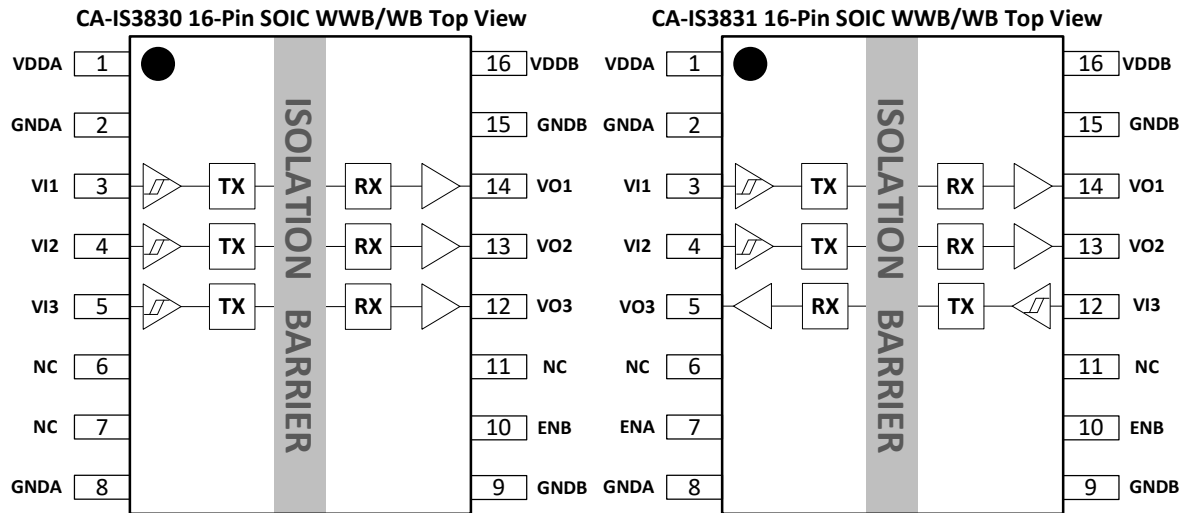 CA-IS3830 16-Pin SOIC WWB/WB Top View
VDDA 1 16 VDDB
GNDA 2 15 GNDB
VI1 3 TX RX 14 VO1
VI2 4 TX RX 13 VO2
VI3 5 TX RX 12 VO3
NC 6 11 NC
NC 7 10 ENB
GNDA 8 9 GNDB
ISOLATION BARRIER
CA-IS3831 16-Pin SOIC WWB/WB Top View
VDDA 1 16 VDDB
GNDA 2 15 GNDB
VI1 3 TX RX 14 VO1
VI2 4 TX RX 13 VO2
VO3 5 RX TX 12 VI3
NC 6 11 NC
ENA 7 10 ENB
GNDA 8 9 GNDB
ISOLATION BARRIER